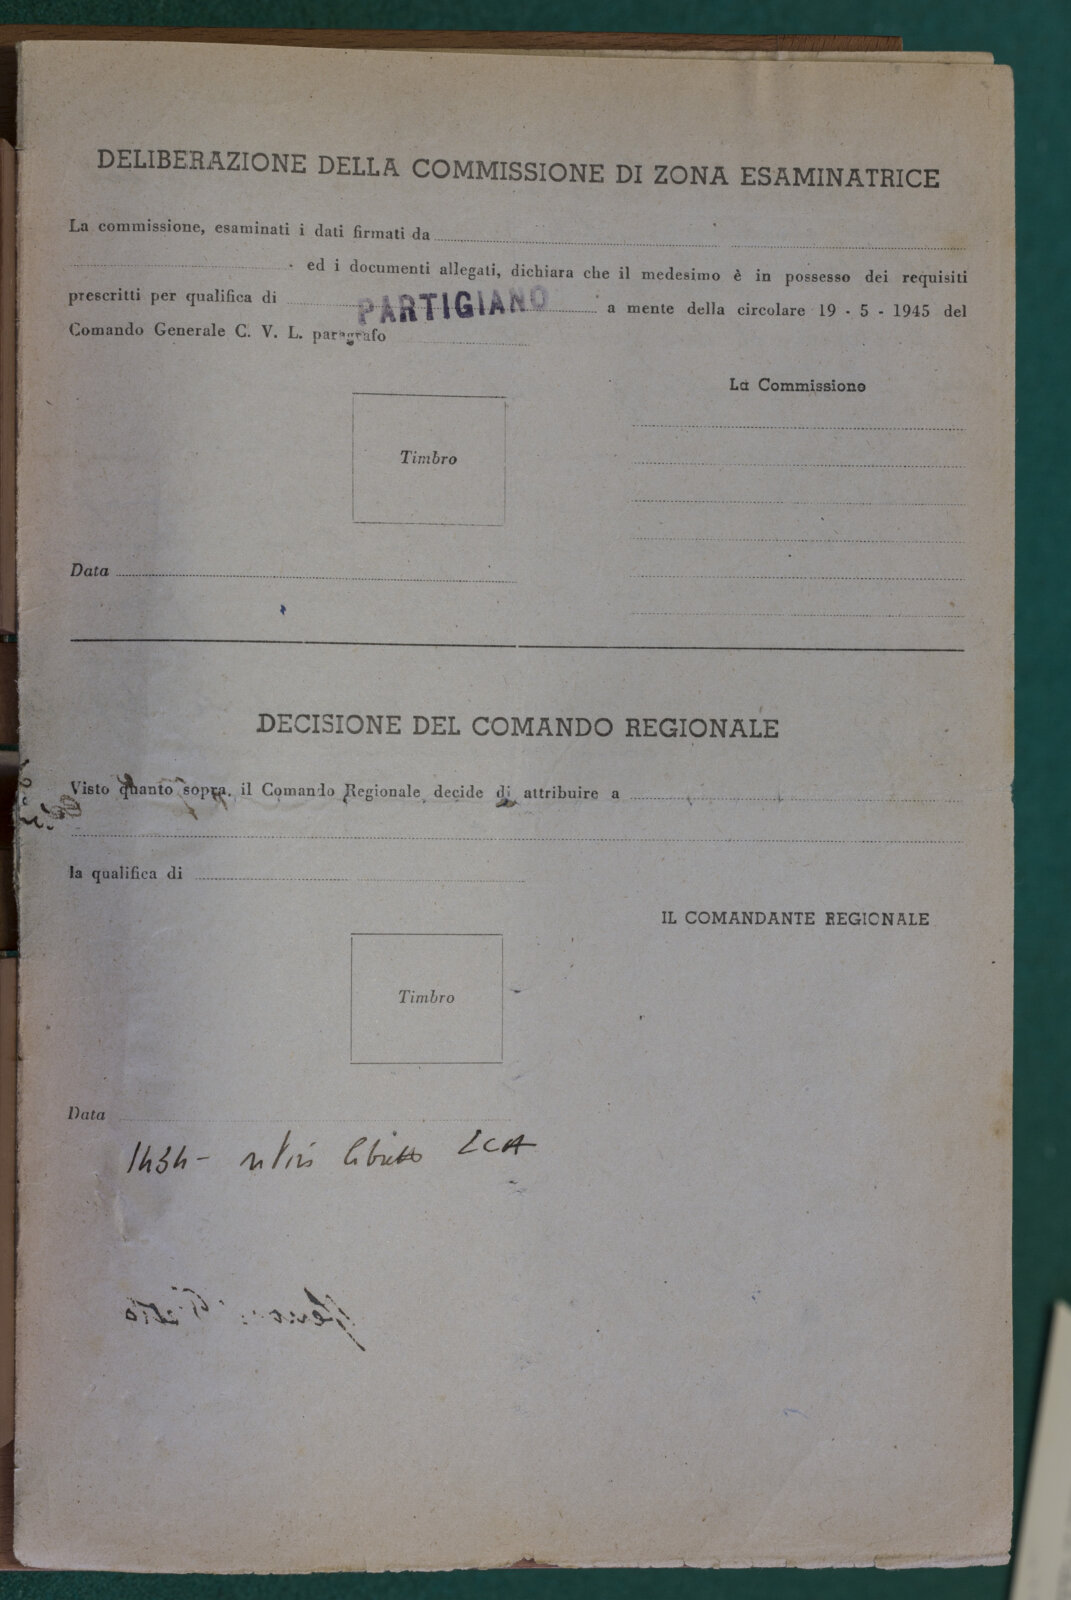 DELIBERAZIONE DELLA COMMISSIONE DI ZONA ESAMINATRICE
La commissione, esaminati i dati firmati da
ed i documenti allegati, dichiara che il medesimo è in possesso dei requisiti
prescritti per qualifica di PARTIGIANO a mente della circolare 19 - 5 - 1945 del
Comando Generale C. V. L. paragrafo
La Commissione
Timbro
Data
DECISIONE DEL COMANDO REGIONALE
Visto quanto sopra, il Comando Regionale decide di attribuire a
la qualifica di
IL COMANDANTE REGIONALE
Timbro
Data
libretto